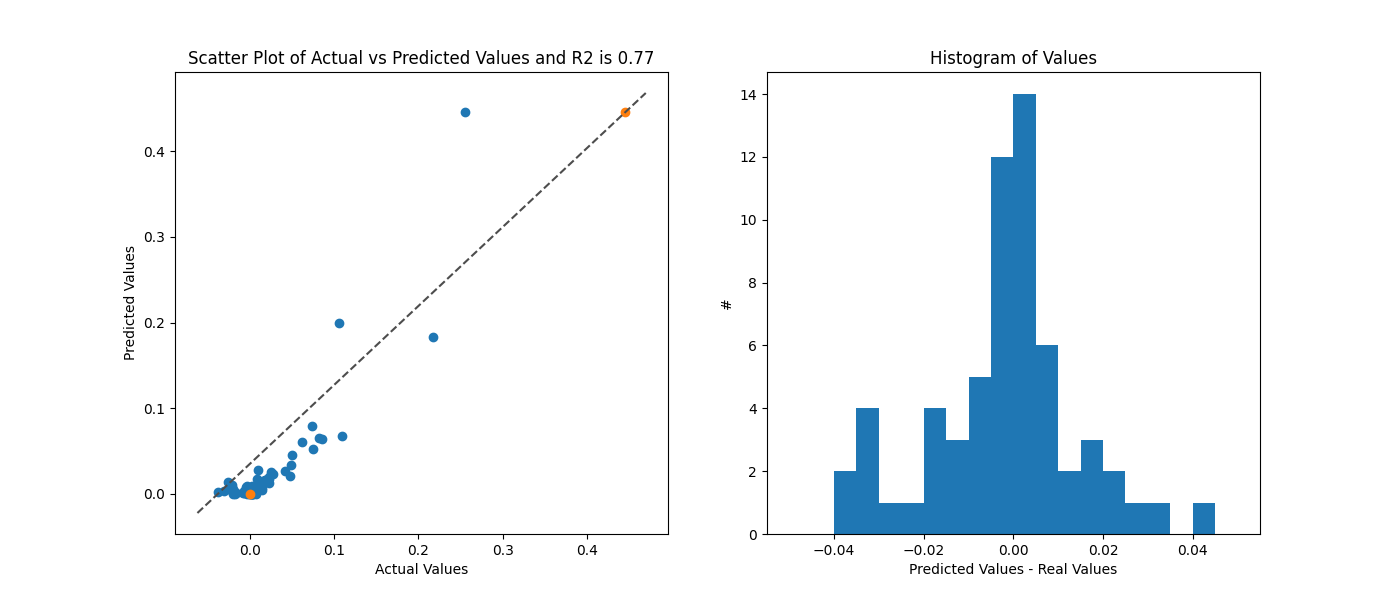 Scatter Plot of Actual vs Predicted Values and R2 is 0.77
Predicted Values
0.4
0.3
0.2
0.1
0.0
0.0 0.1 0.2 0.3 0.4
Actual Values
Histogram of Values
#
14
12
10
8
6
4
2
0
−0.04 −0.02 0.00 0.02 0.04
Predicted Values - Real Values